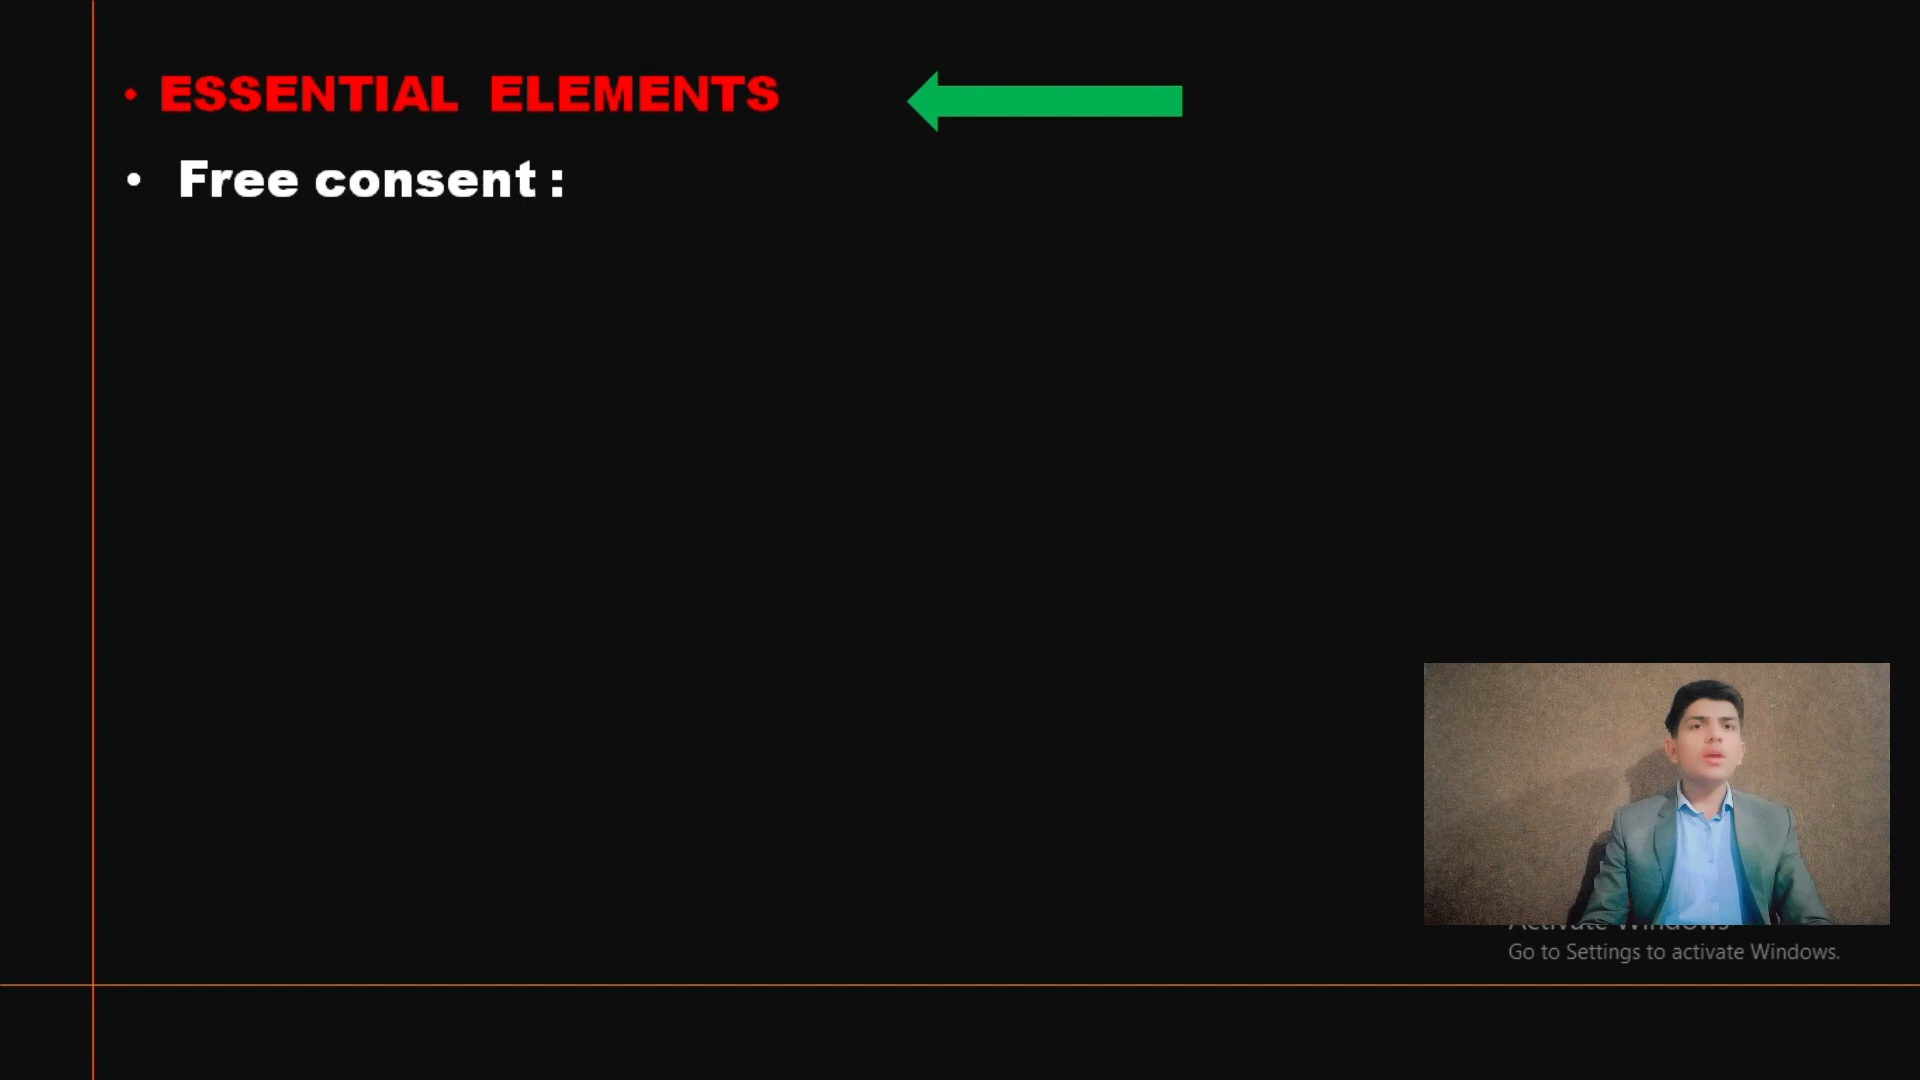 • ESSENTIAL ELEMENTS
• Free consent :
Activate Windows
Go to Settings to activate Windows.